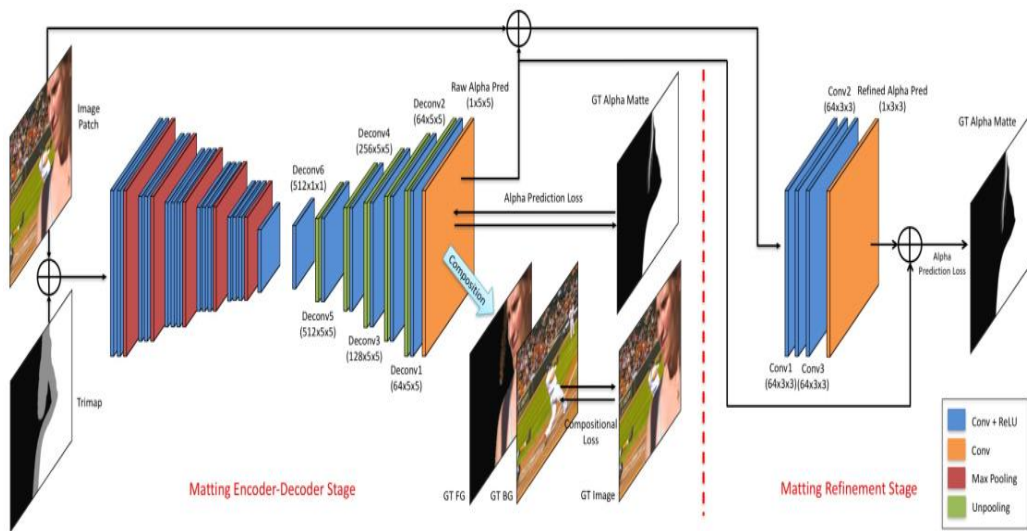 Image
Patch
Trimap
Deconv6
(512x1x1)
Deconv5
(512x5x5)
Deconv4
(256x5x5)
Deconv3
(128x5x5)
Deconv2
(64x5x5)
Deconv1
(64x5x5)
Raw Alpha Pred
(1x5x5)
GT Alpha Matte
Alpha Prediction Loss
Composition
Compositional
Loss
GT FG
GT BG
GT Image
Matting Encoder-Decoder Stage
Conv2
(64x3x3)
Refined Alpha Pred
(1x3x3)
GT Alpha Matte
Alpha
Prediction Loss
Conv1
(64x3x3)
Conv3
(64x3x3)
Matting Refinement Stage
Conv + ReLU
Conv
Max Pooling
Unpooling